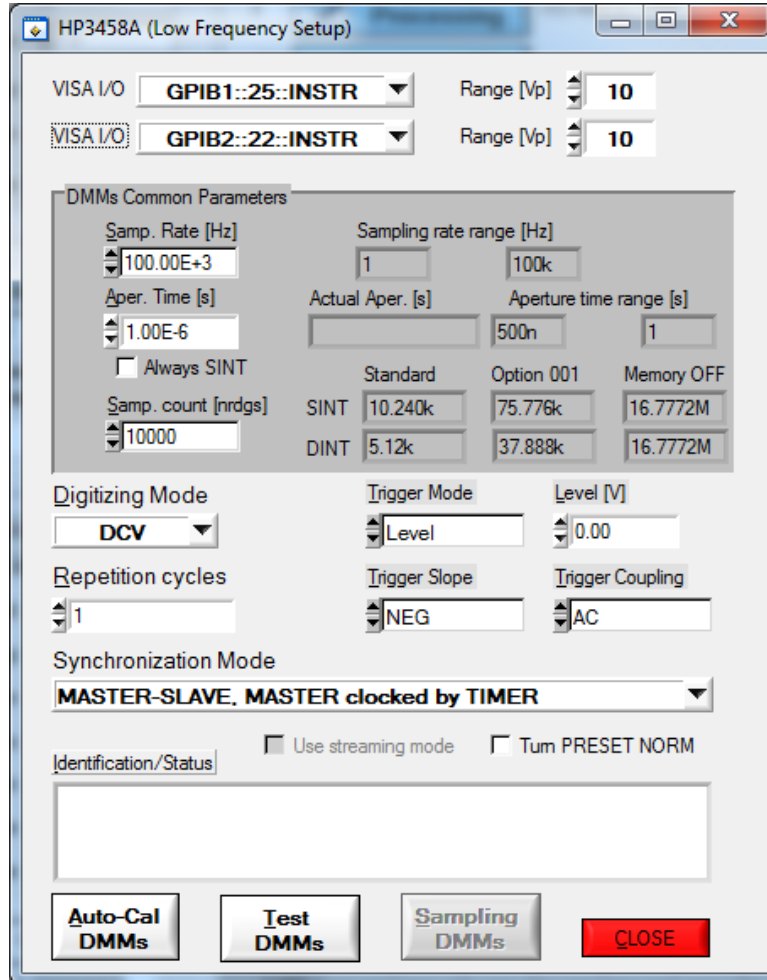 Processing
HP3458A (Low Frequency Setup)
VISA I/O GPIB1::25::INSTR Range [Vp] 10
VISA I/O GPIB2::22::INSTR Range [Vp] 10
DMMs Common Parameters
Samp. Rate [Hz] Sampling rate range [Hz]
100.00E+3 1 100k
Aper. Time [s] Actual Aper. [s] Aperture time range [s]
1.00E-6 500n 1
Always SINT
Standard Option 001 Memory OFF
Samp. count [nrdgs] SINT 10.240k 75.776k 16.7772M
10000 DINT 5.12k 37.888k 16.7772M
Digitizing Mode Trigger Mode Level [V]
DCV Level 0.00
Repetition cycles Trigger Slope Trigger Coupling
1 NEG AC
Synchronization Mode
MASTER-SLAVE, MASTER clocked by TIMER
Use streaming mode Turn PRESET NORM
Identification/Status
Auto-Cal DMMs
Test DMMs
Sampling DMMs
CLOSE